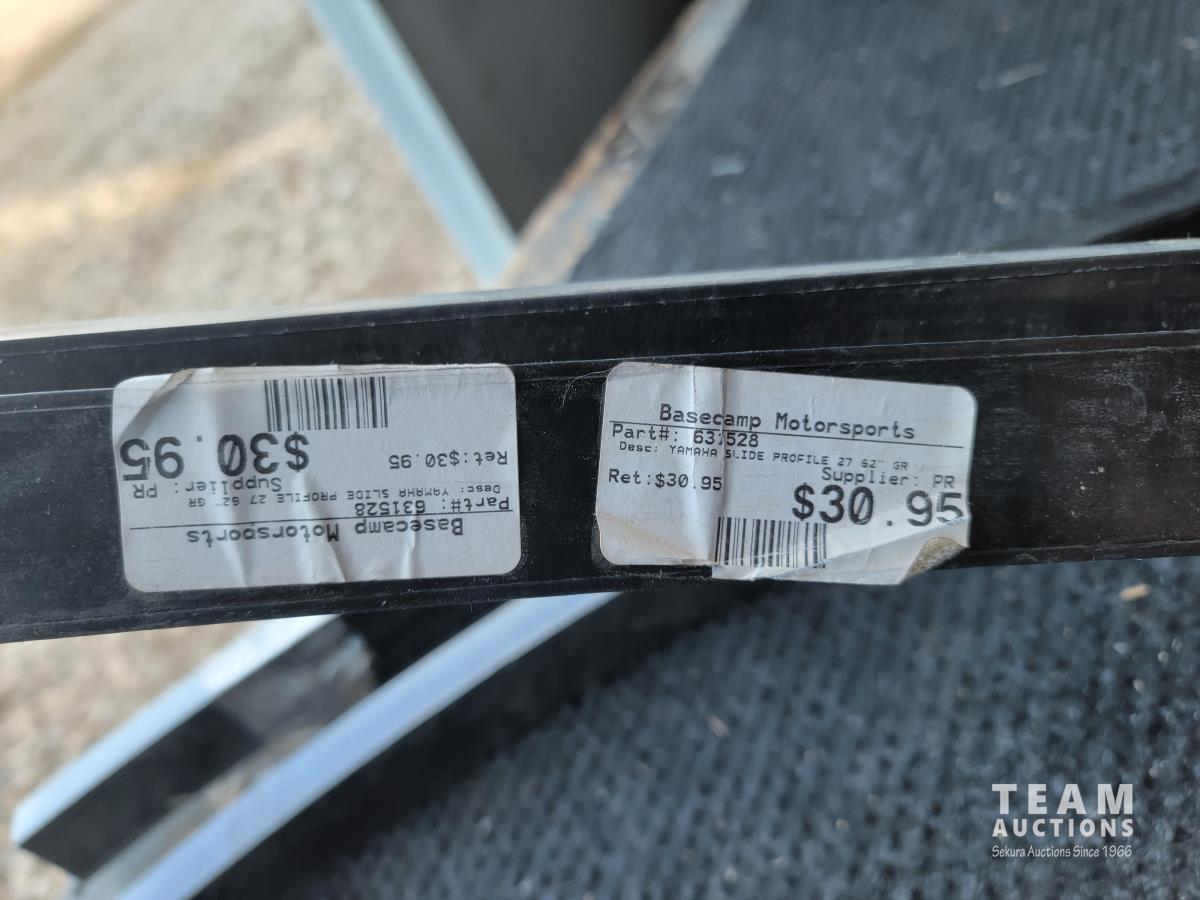 Basecamp Motorsports
Part#: 631528
Desc: YAMAHA SLIDE PROFILE 27 62" GR
Supplier: PR
Ret:$30.95
$30.95
Basecamp Motorsports
Part#: 631528
Desc: YAMAHA SLIDE PROFILE 27 62" GR
Supplier: PR
Ret:$30.95
$30.95
TEAM
AUCTIONS
Sekura Auctions Since 1966